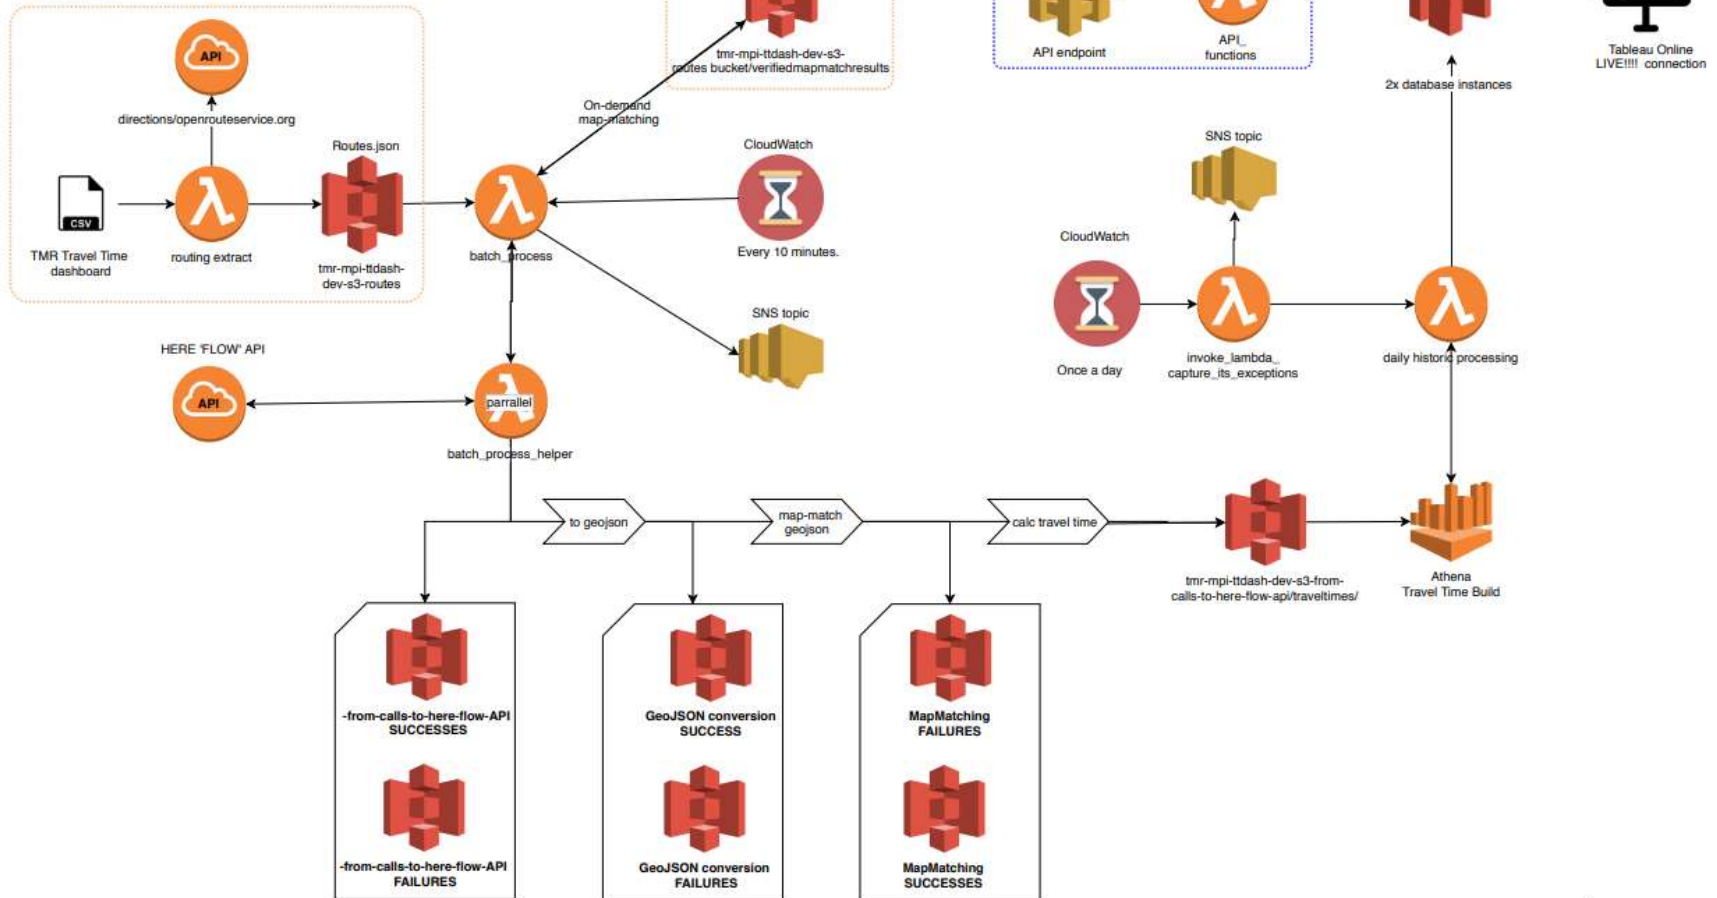 API
directions/openrouteservice.org
CSV
TMR Travel Time
dashboard
routing extract
Routes.json
tmr-mpi-ttdash-
dev-s3-routes
tmr-mpi-ttdash-dev-s3-
routes bucket/verifiedmapmatchresults
On-demand
map-matching
batch_process
CloudWatch
Every 10 minutes.
SNS topic
HERE 'FLOW' API
API
parrallel
batch_process_helper
API endpoint
API_
functions
2x database instances
Tableau Online
LIVE!!!! connection
SNS topic
CloudWatch
Once a day
invoke_lambda_
capture_its_exceptions
daily historic processing
to geojson
map-match
geojson
calc travel time
tmr-mpi-ttdash-dev-s3-from-
calls-to-here-flow-api/traveltimes/
Athena
Travel Time Build
-from-calls-to-here-flow-API
SUCCESSES
-from-calls-to-here-flow-API
FAILURES
GeoJSON conversion
SUCCESS
GeoJSON conversion
FAILURES
MapMatching
FAILURES
MapMatching
SUCCESSES